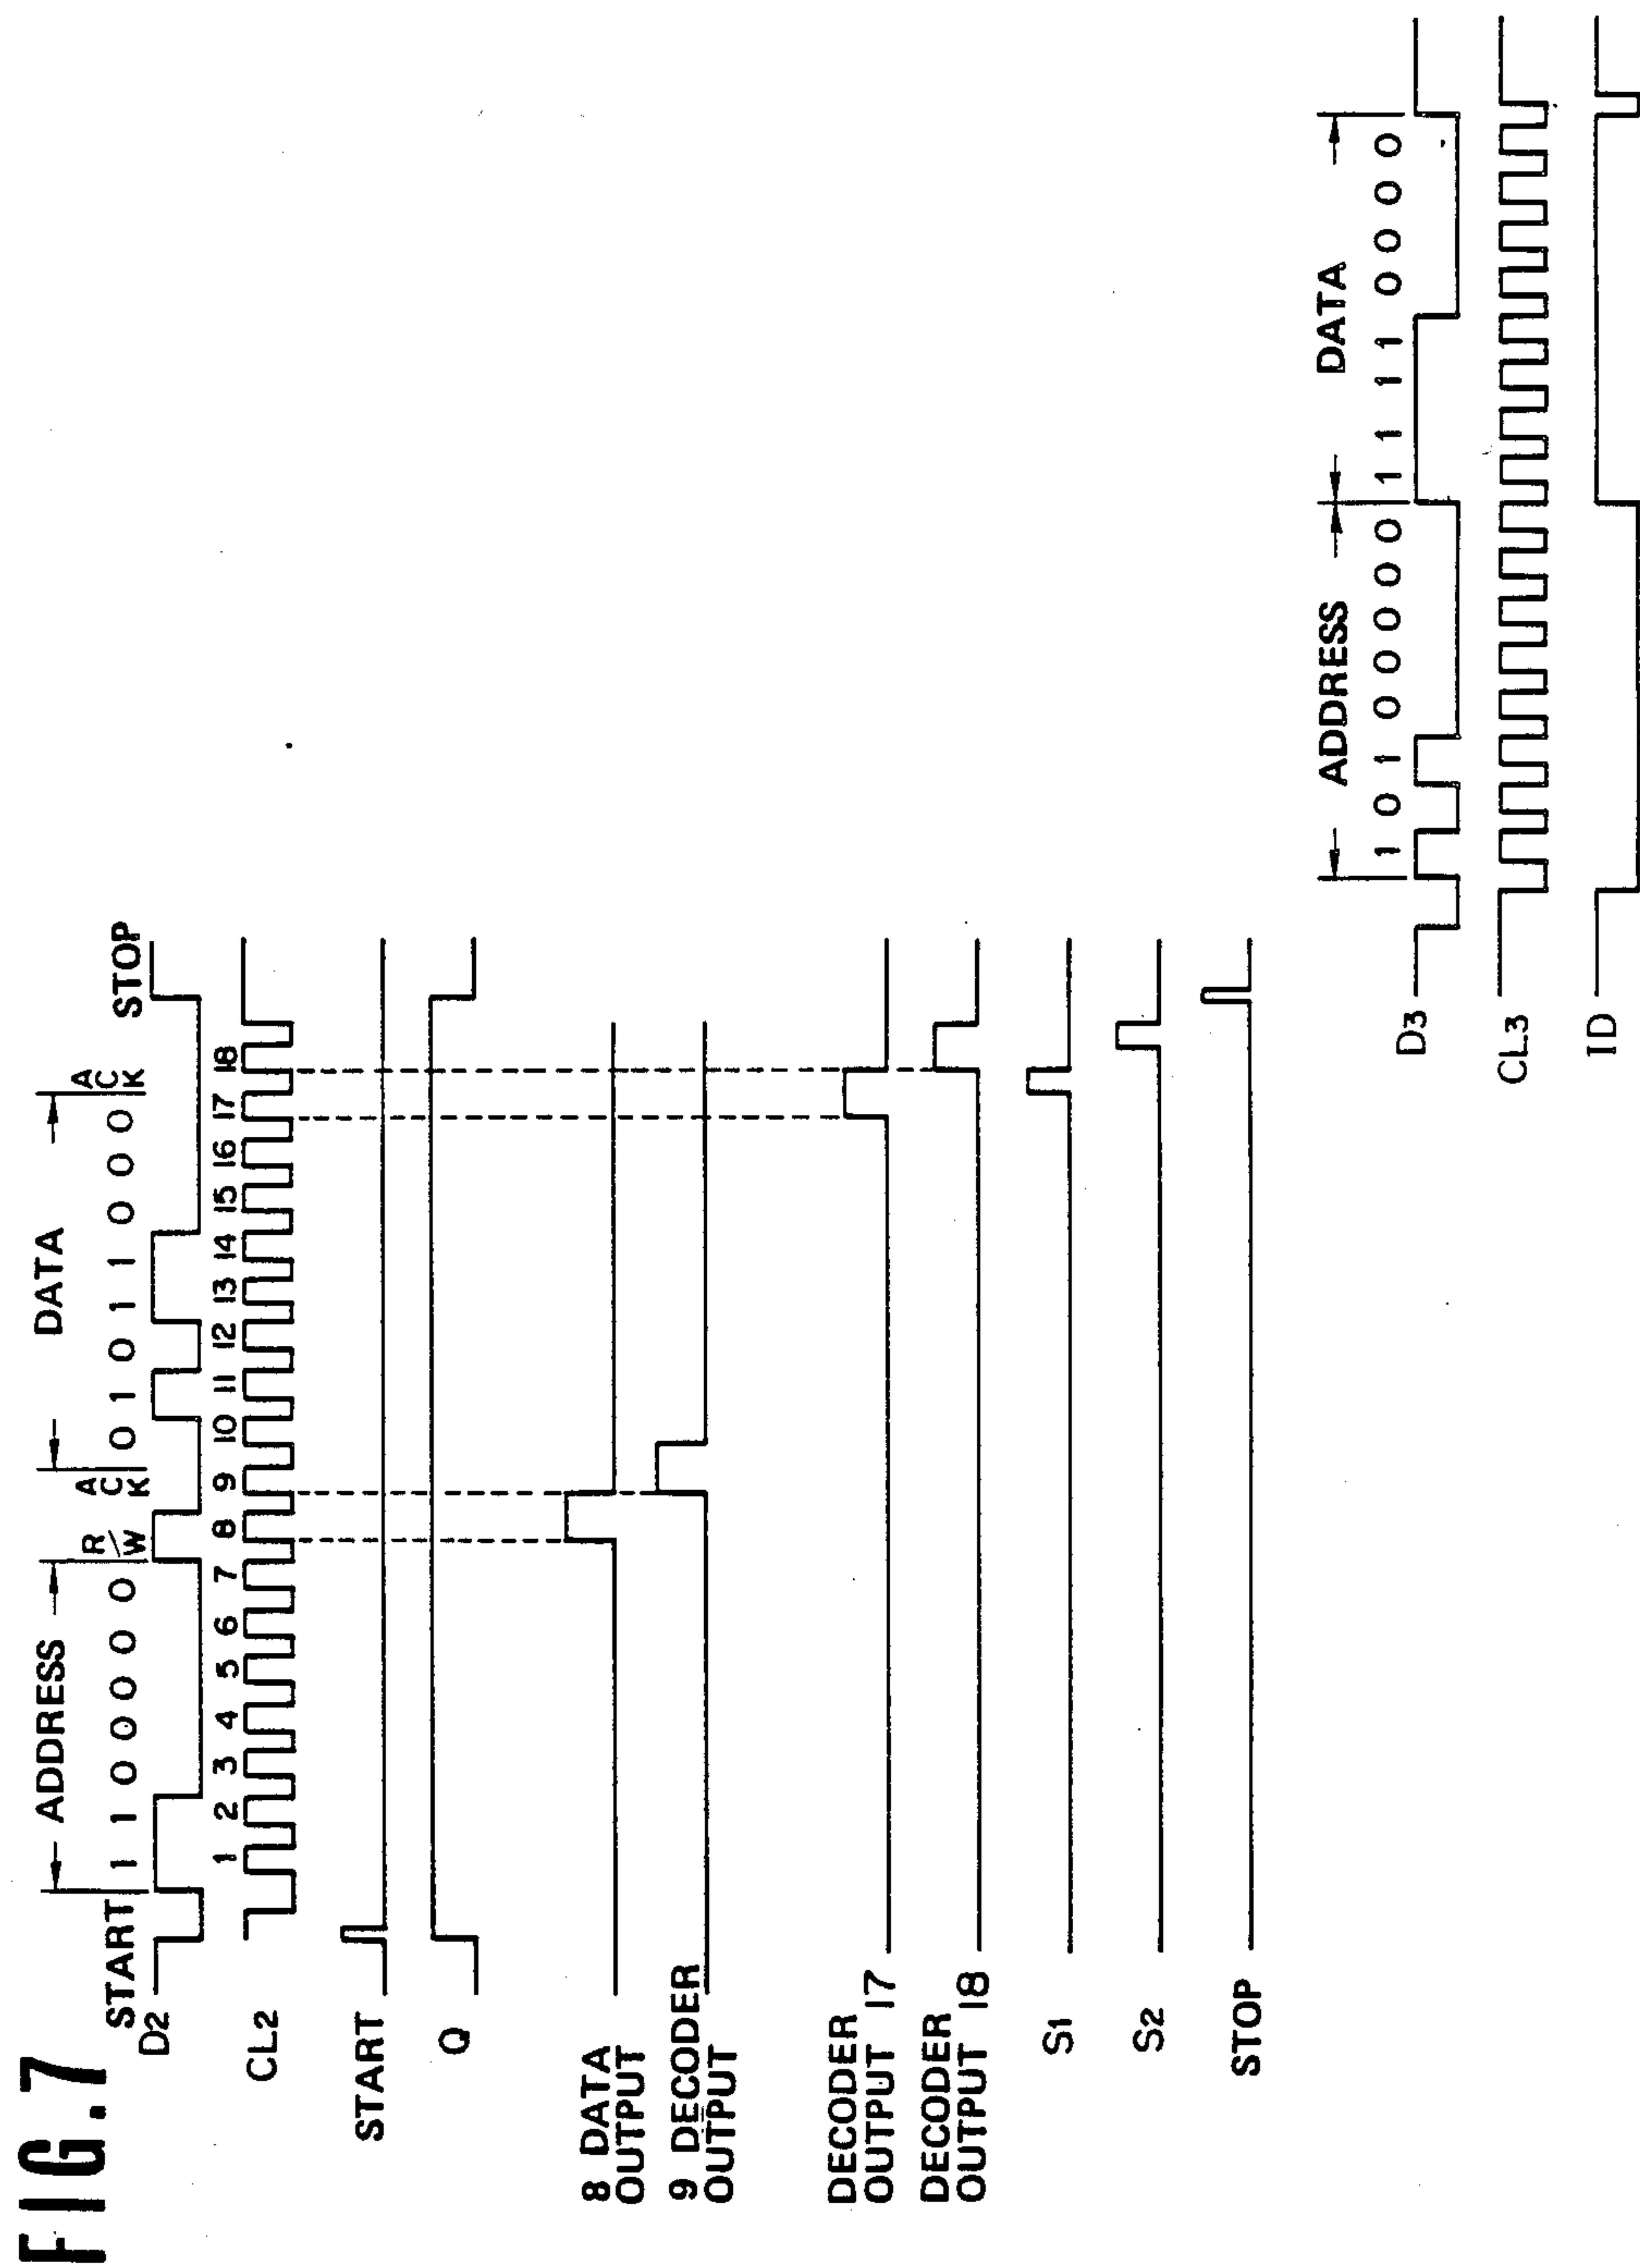 FIG.7
ADDRESS DATA
START 1 1 0 0 0 0 0 R/W ACK 0 1 0 1 1 0 0 0 ACK STOP
D2
1 2 3 4 5 6 7 8 9 10 11 12 13 14 15 16 17 18
CL2
START
Q
8 DATA
OUTPUT
9 DECODER
OUTPUT
DECODER
OUTPUT 17
DECODER
OUTPUT 18
S1
S2
STOP
ADDRESS DATA
1 0 1 0 0 0 0 0 1 1 1 1 0 0 0 0
D3
CL3
ID